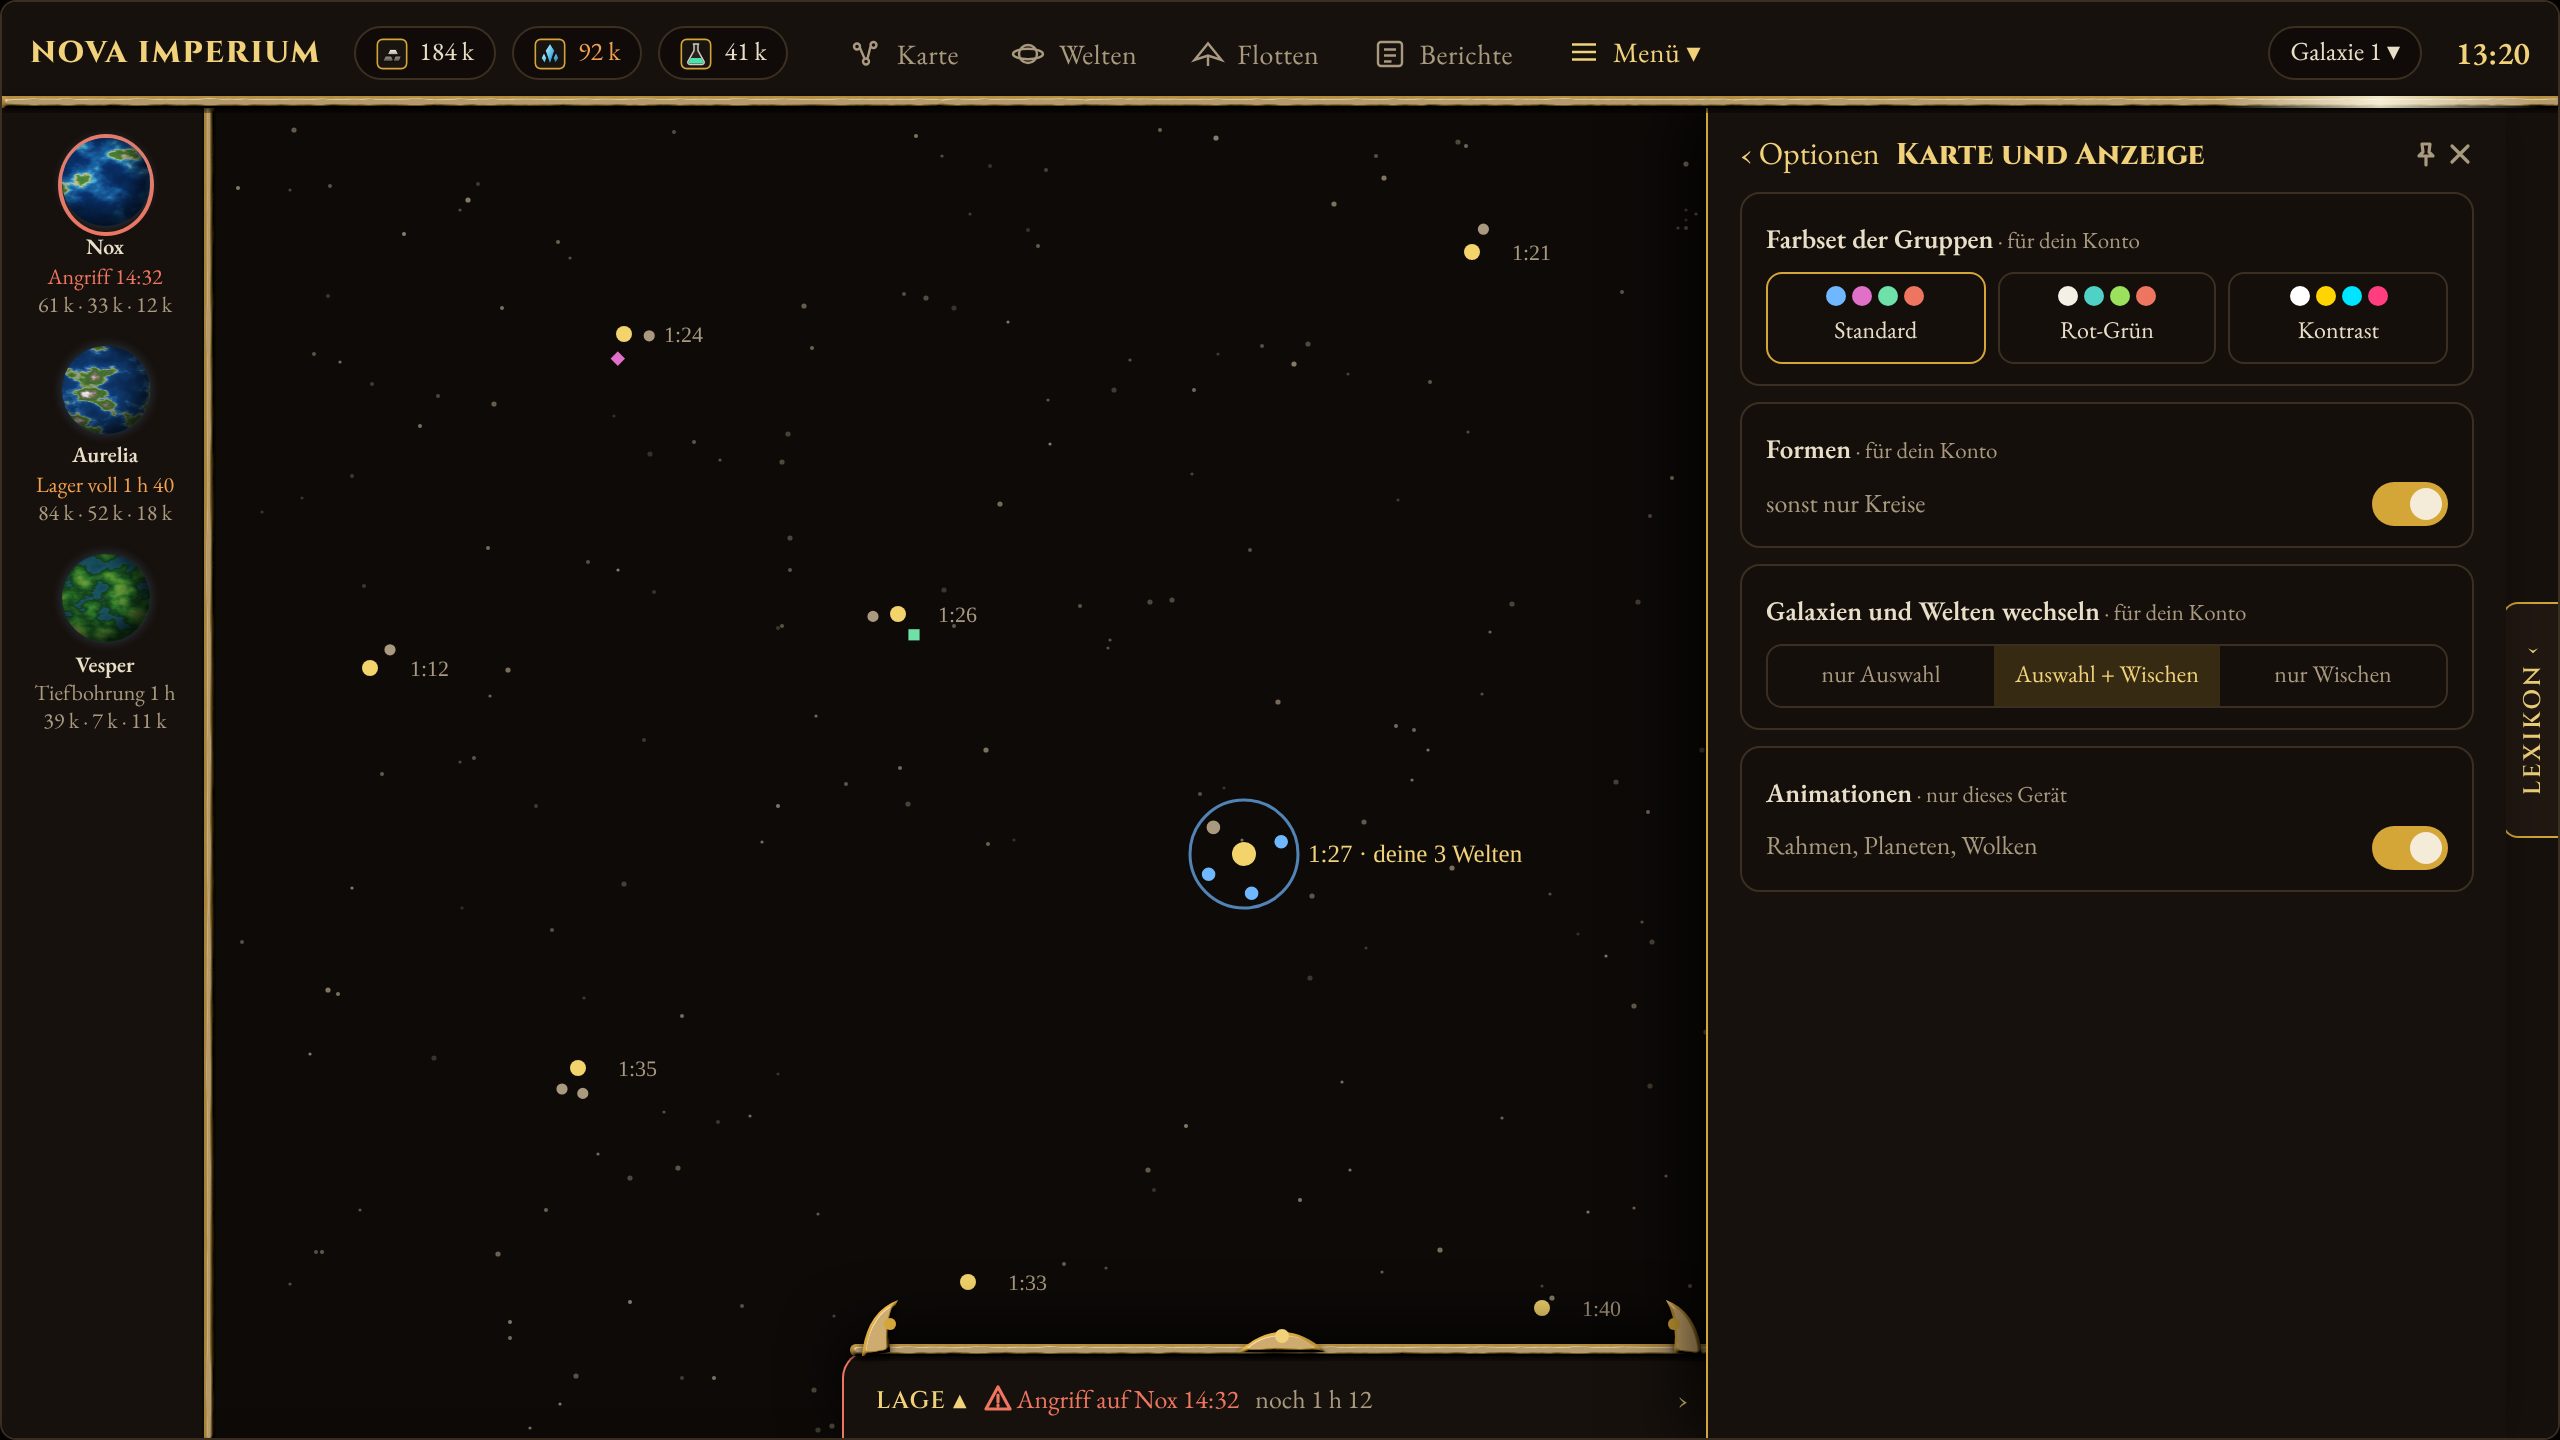 NOVA IMPERIUM 184 k 92 k 41 k Karte Welten Flotten Berichte Menü ▾ Galaxie 1 ▾ 13:20
Nox
Angriff 14:32
61 k · 33 k · 12 k
Aurelia
Lager voll 1 h 40
84 k · 52 k · 18 k
Vesper
Tiefbohrung 1 h
39 k · 7 k · 11 k
1:21
1:24
1:26
1:12
1:27 · deine 3 Welten
1:35
1:33
1:40
LAGE ▴ Angriff auf Nox 14:32 noch 1 h 12 ›
‹ Optionen KARTE UND ANZEIGE
Farbset der Gruppen · für dein Konto
Standard Rot-Grün Kontrast
Formen · für dein Konto
sonst nur Kreise
Galaxien und Welten wechseln · für dein Konto
nur Auswahl Auswahl + Wischen nur Wischen
Animationen · nur dieses Gerät
Rahmen, Planeten, Wolken
LEXIKON ›